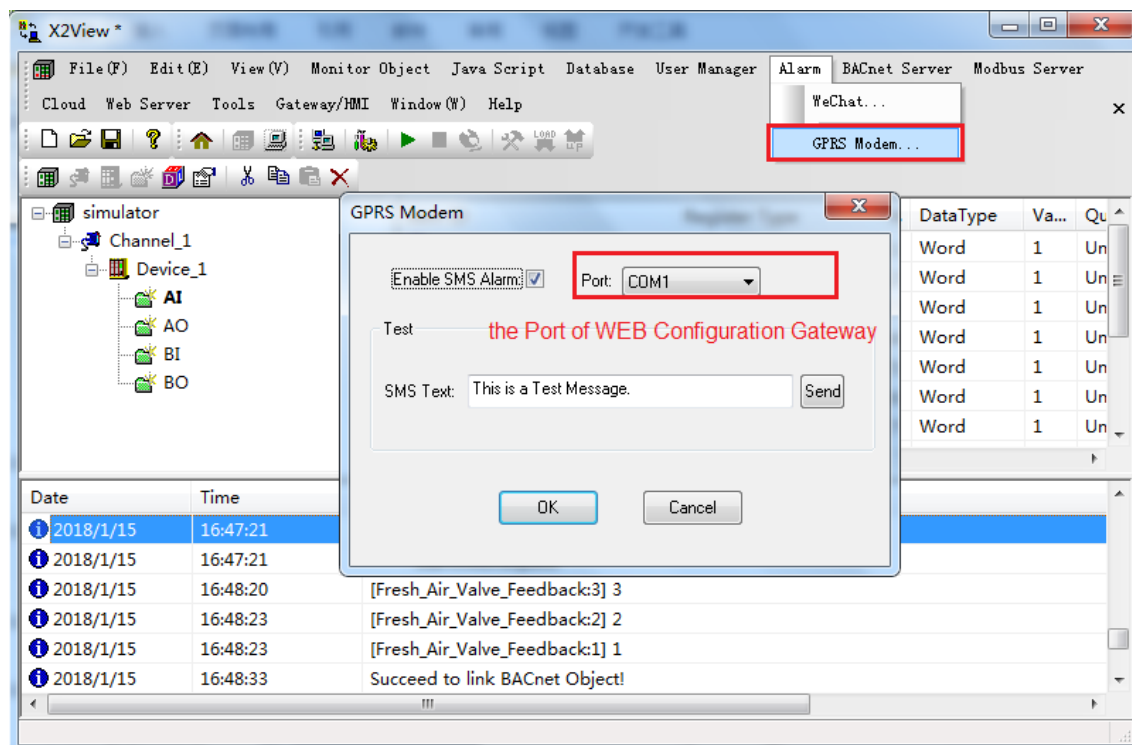 X2View *
File(F) Edit(E) View(V) Monitor Object Java Script Database User Manager Alarm BACnet Server Modbus Server
Cloud Web Server Tools Gateway/HMI Window(W) Help
WeChat...
GPRS Modem...
simulator
Channel_1
Device_1
AI
AO
BI
BO
GPRS Modem
Enable SMS Alarm: Port: COM1
Test
the Port of WEB Configuration Gateway
SMS Text: This is a Test Message. Send
OK Cancel
DataType Va... Qu
Word 1 Un
Word 1 Un
Word 1 Un
Word 1 Un
Word 1 Un
Word 1 Un
Word 1 Un
Date Time
2018/1/15 16:47:21
2018/1/15 16:47:21
2018/1/15 16:48:20 [Fresh_Air_Valve_Feedback:3] 3
2018/1/15 16:48:23 [Fresh_Air_Valve_Feedback:2] 2
2018/1/15 16:48:23 [Fresh_Air_Valve_Feedback:1] 1
2018/1/15 16:48:33 Succeed to link BACnet Object!